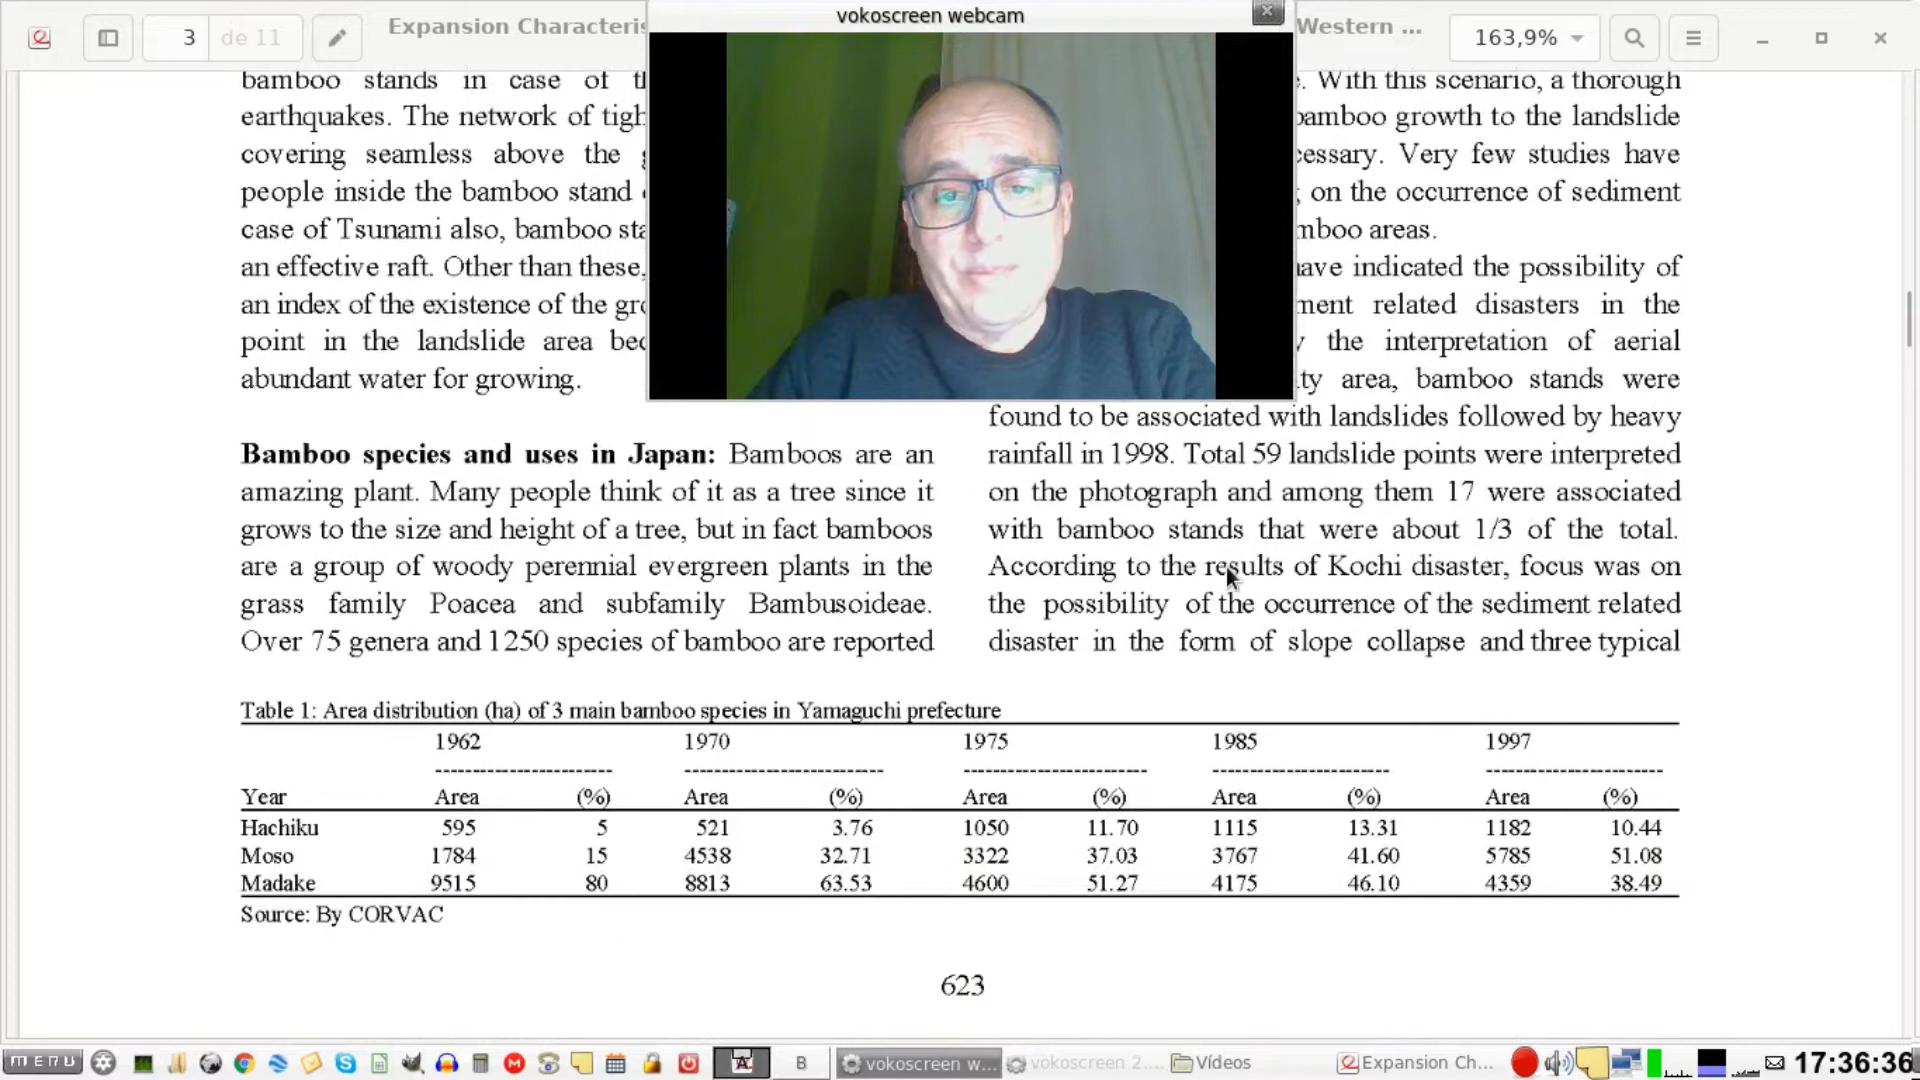 3 de 11
Expansion Characteris
vokoscreen webcam
Western ...
163,9%
bamboo stands in case of
earthquakes. The network of tigh
covering seamless above the
people inside the bamboo stand
case of Tsunami also, bamboo sta
an effective raft. Other than these,
an index of the existence of the gro
point in the landslide area bec
abundant water for growing.
Bamboo species and uses in Japan: Bamboos are an
amazing plant. Many people think of it as a tree since it
grows to the size and height of a tree, but in fact bamboos
are a group of woody perennial evergreen plants in the
grass family Poacea and subfamily Bambusoideae.
Over 75 genera and 1250 species of bamboo are reported
. With this scenario, a thorough
bamboo growth to the landslide
cessary. Very few studies have
on the occurrence of sediment
mboo areas.
have indicated the possibility of
ment related disasters in the
the interpretation of aerial
ity area, bamboo stands were
found to be associated with landslides followed by heavy
rainfall in 1998. Total 59 landslide points were interpreted
on the photograph and among them 17 were associated
with bamboo stands that were about 1/3 of the total.
According to the results of Kochi disaster, focus was on
the possibility of the occurrence of the sediment related
disaster in the form of slope collapse and three typical
Table 1: Area distribution (ha) of 3 main bamboo species in Yamaguchi prefecture
1962 1970 1975 1985 1997
Year Area (%) Area (%) Area (%) Area (%) Area (%)
Hachiku 595 5 521 3.76 1050 11.70 1115 13.31 1182 10.44
Moso 1784 15 4538 32.71 3322 37.03 3767 41.60 5785 51.08
Madake 9515 80 8813 63.53 4600 51.27 4175 46.10 4359 38.49
Source: By CORVAC
623
MENU B vokoscreen w... vokoscreen 2.... Vídeos Expansion Ch... 17:36:36